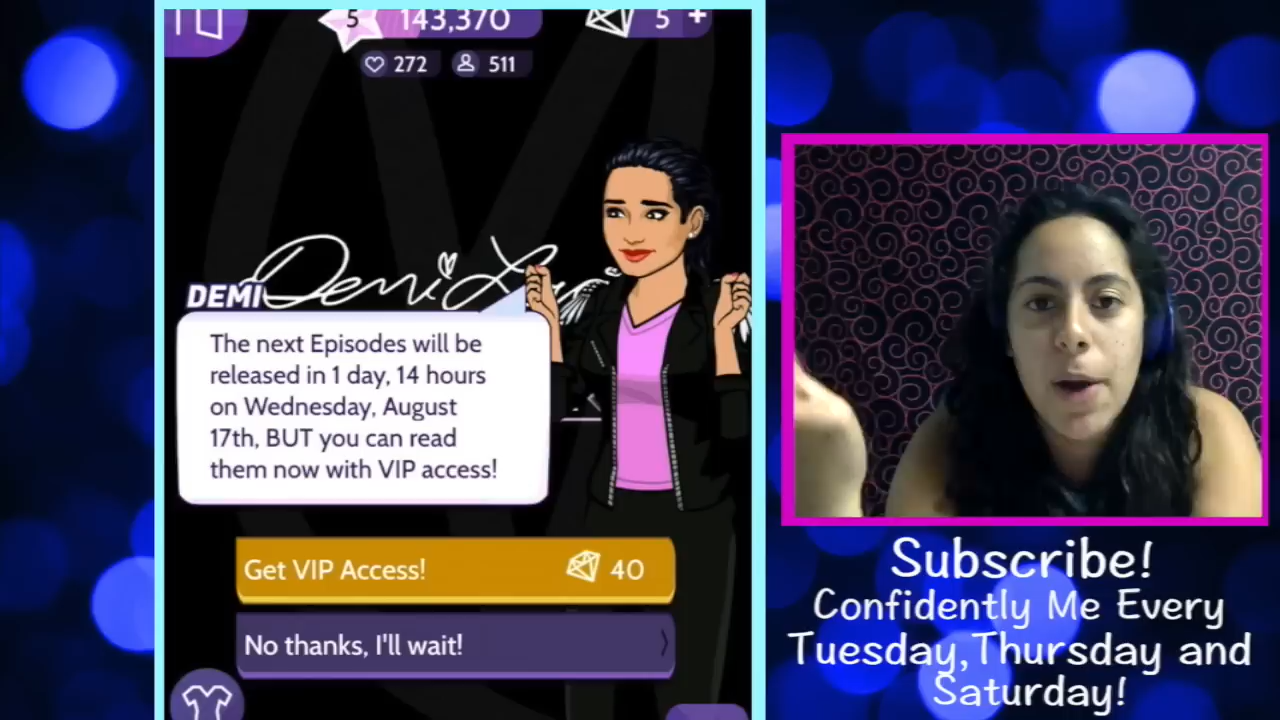 5
143,370
5 +
272
511
Demi
DEMI
The next Episodes will be
released in 1 day, 14 hours
on Wednesday, August
17th, BUT you can read
them now with VIP access!
Get VIP Access!
40
No thanks, I'll wait!
Subscribe!
Confidently Me Every
Tuesday,Thursday and
Saturday!